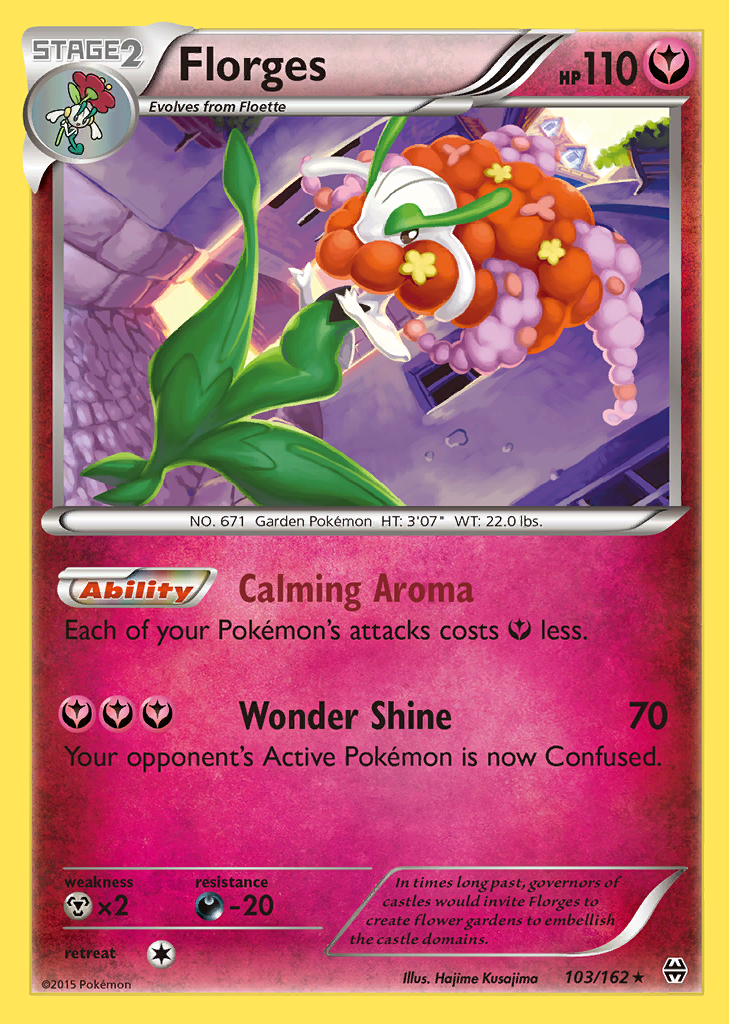 STAGE2
Florges
HP 110
Evolves from Floette
NO. 671 Garden Pokémon HT: 3'07" WT: 22.0 lbs.
Ability Calming Aroma
Each of your Pokémon's attacks costs less.
Wonder Shine 70
Your opponent's Active Pokémon is now Confused.
weakness
×2
resistance
-20
retreat
In times long past, governors of
castles would invite Florges to
create flower gardens to embellish
the castle domains.
©2015 Pokémon
Illus. Hajime Kusajima
103/162 ★